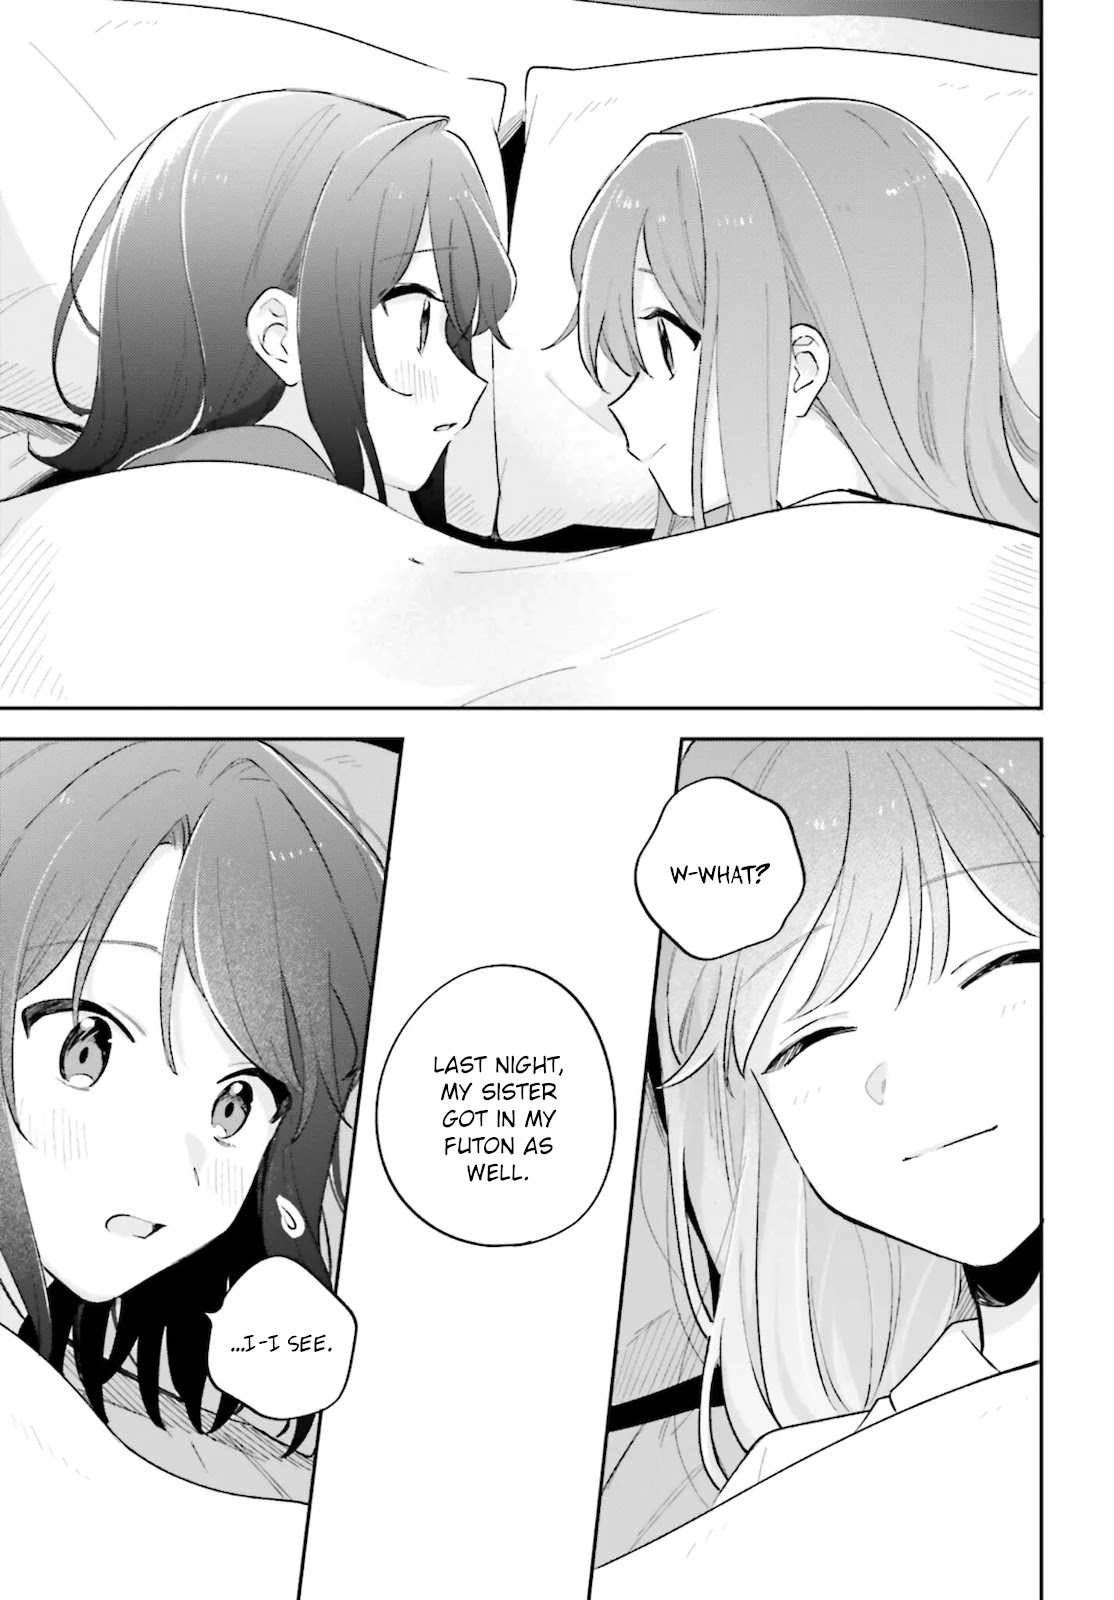 W-WHAT?
LAST NIGHT,
MY SISTER
GOT IN MY
FUTON AS
WELL.
...I-I SEE.